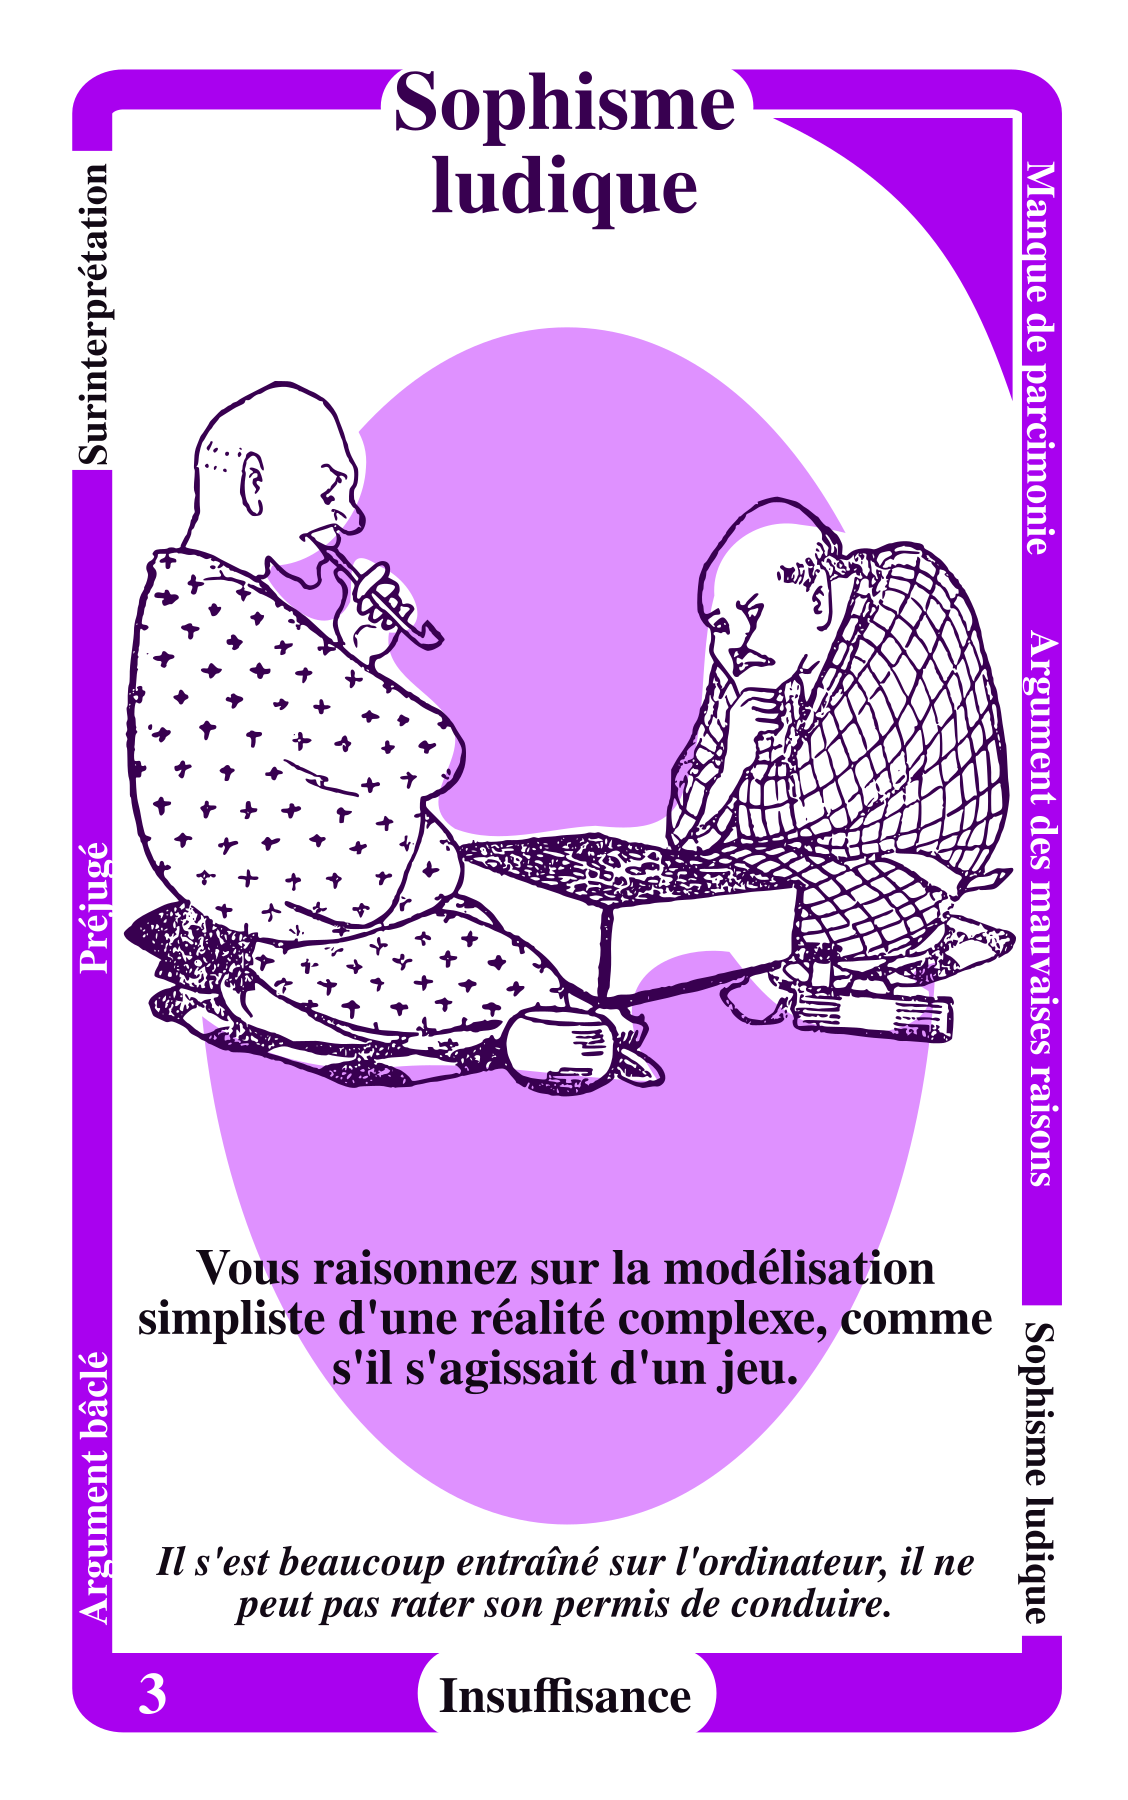 Sophisme
ludique
Surinterprétation
Préjugé
Argument bâclé
Manque de parcimonie
Argument des mauvaises raisons
Sophisme ludique
Vous raisonnez sur la modélisation
simpliste d'une réalité complexe, comme
s'il s'agissait d'un jeu.
Il s'est beaucoup entraîné sur l'ordinateur, il ne
peut pas rater son permis de conduire.
3
Insuffisance